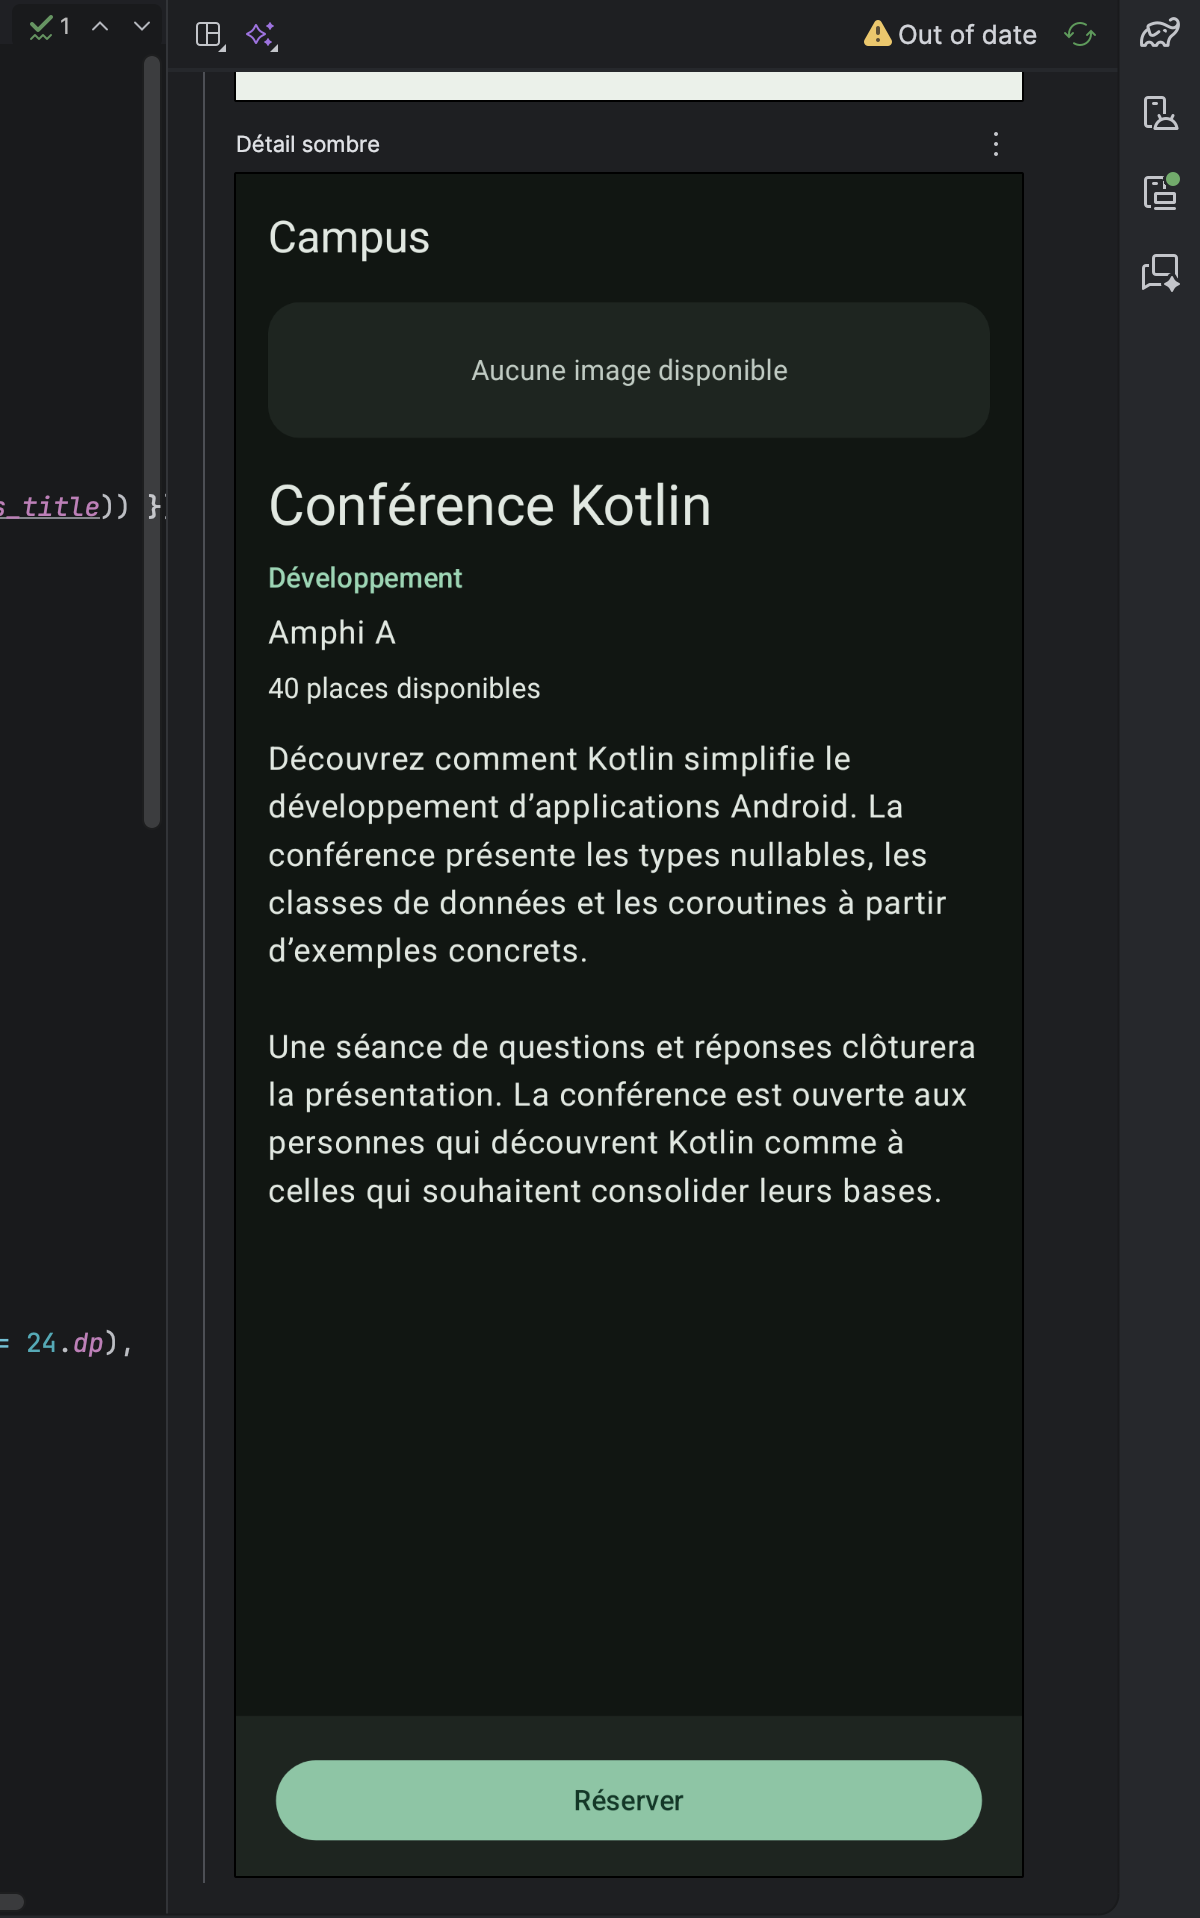 1
Out of date
Détail sombre
Campus
Aucune image disponible
s_title)) }
Conférence Kotlin
Développement
Amphi A
40 places disponibles
Découvrez comment Kotlin simplifie le
développement d’applications Android. La
conférence présente les types nullables, les
classes de données et les coroutines à partir
d’exemples concrets.
Une séance de questions et réponses clôturera
la présentation. La conférence est ouverte aux
personnes qui découvrent Kotlin comme à
celles qui souhaitent consolider leurs bases.
= 24.dp),
Réserver